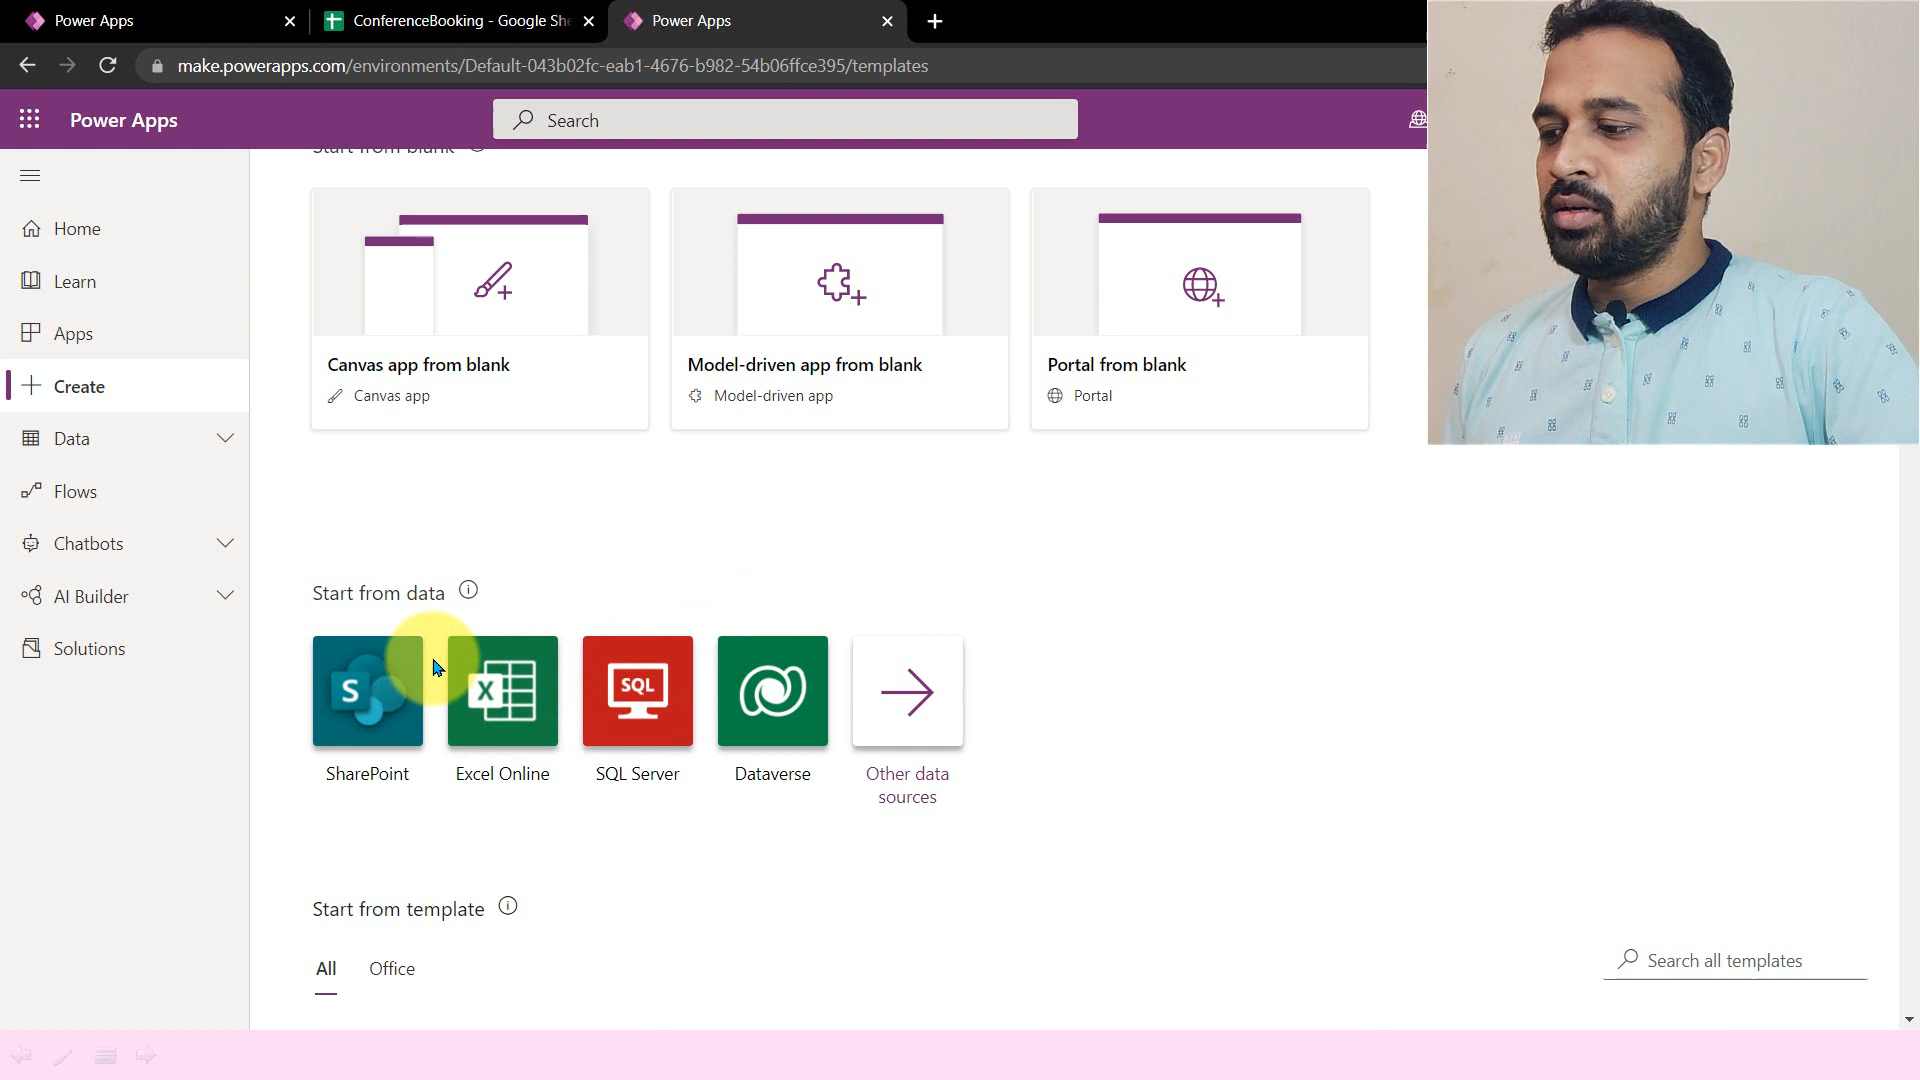 Power Apps
ConferenceBooking - Google She
Power Apps
make.powerapps.com/environments/Default-043b02fc-eab1-4676-b982-54b06ffce395/templates
Power Apps
Search
Start from blank
Home
Learn
Apps
Create
Data
Flows
Chatbots
AI Builder
Solutions
Canvas app from blank
Canvas app
Model-driven app from blank
Model-driven app
Portal from blank
Portal
Start from data
S
X
SQL
SharePoint
Excel Online
SQL Server
Dataverse
Other data
sources
Start from template
All
Office
Search all templates